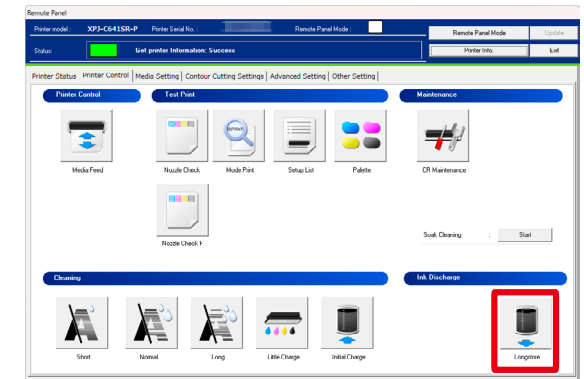 Remote Panel
Printer model : XPJ-C641SR-P Printer Serial No. : Remote Panel Mode :
Remote Panel Mode Update
Status: Get printer Information: Success
Printer Info. Exit
Printer Status Printer Control Media Setting Contour Cutting Settings Advanced Setting Other Setting
Printer Control Test Print Maintenance
Media Feed Nozzle Check Mode Print Setup List Palette CR Maintenance
Nozzle Check F
Soak Cleaning : Start
Cleaning Ink Discharge
Short Normal Long Little Charge Initial Charge Longstore